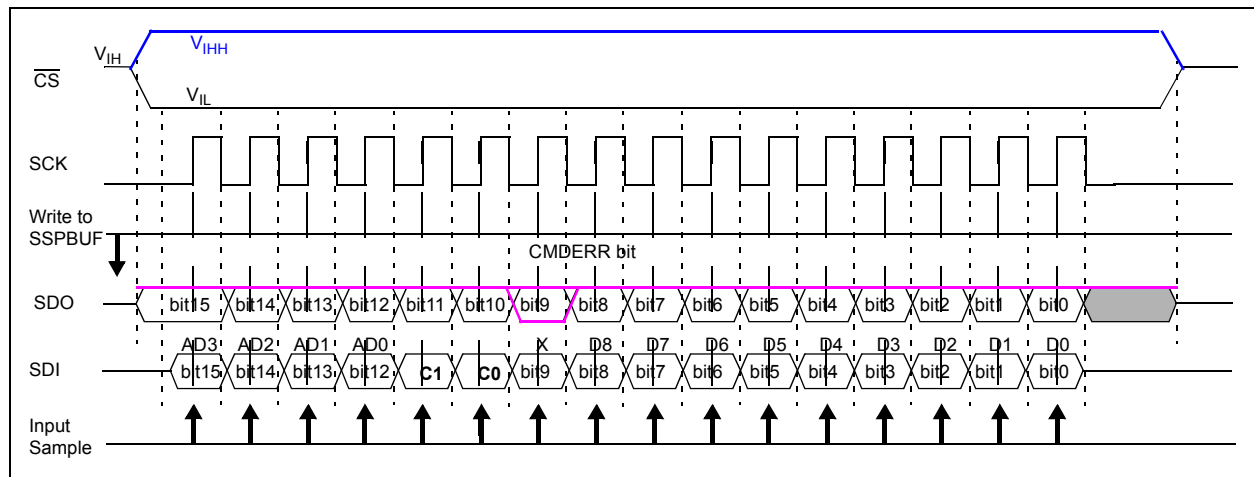 VIH
VIHH
CS
VIL
SCK
Write to
SSPBUF
CMDERR bit
SDO
bit15 bit14 bit13 bit12 bit11 bit10 bit9 bit8 bit7 bit6 bit5 bit4 bit3 bit2 bit1 bit0
AD3 AD2 AD1 AD0 X D8 D7 D6 D5 D4 D3 D2 D1 D0
SDI
bit15 bit14 bit13 bit12 C1 C0 bit9 bit8 bit7 bit6 bit5 bit4 bit3 bit2 bit1 bit0
Input
Sample